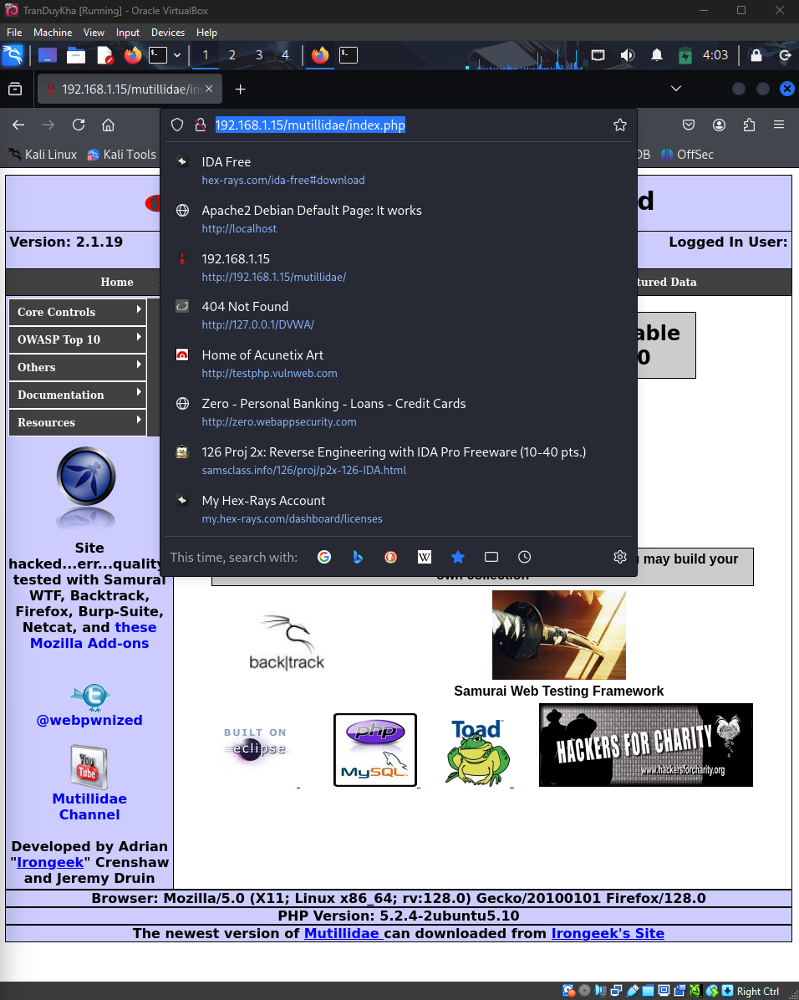 TranDuyKha [Running] - Oracle VirtualBox
File Machine View Input Devices Help
1 2 3 4 4:03
192.168.1.15/mutillidae/in
192.168.1.15/mutillidae/index.php
Kali Linux Kali Tools DB OffSec
IDA Free
hex-rays.com/ida-free#download
Apache2 Debian Default Page: It works
http://localhost
192.168.1.15
http://192.168.1.15/mutillidae/
404 Not Found
http://127.0.0.1/DVWA/
Home of Acunetix Art
http://testphp.vulnweb.com
Zero - Personal Banking - Loans - Credit Cards
http://zero.webappsecurity.com
126 Proj 2x: Reverse Engineering with IDA Pro Freeware (10-40 pts.)
samsclass.info/126/proj/p2x-126-IDA.html
My Hex-Rays Account
my.hex-rays.com/dashboard/licenses
This time, search with:
d
Version: 2.1.19 Logged In User:
Home tured Data
Core Controls
OWASP Top 10
Others
Documentation
Resources
able
0
Site
hacked...err...quality-
tested with Samurai
WTF, Backtrack,
Firefox, Burp-Suite,
Netcat, and these
Mozilla Add-ons
@webpwnized
You Tube
Mutillidae
Channel
Developed by Adrian
"Irongeek" Crenshaw
and Jeremy Druin
u may build your
own collection
back|track
Samurai Web Testing Framework
BUILT ON
eclipse
php
MySQL
Toad
HACKERS FOR CHARITY
www.hackersforcharity.org
Browser: Mozilla/5.0 (X11; Linux x86_64; rv:128.0) Gecko/20100101 Firefox/128.0
PHP Version: 5.2.4-2ubuntu5.10
The newest version of Mutillidae can downloaded from Irongeek's Site
Right Ctrl